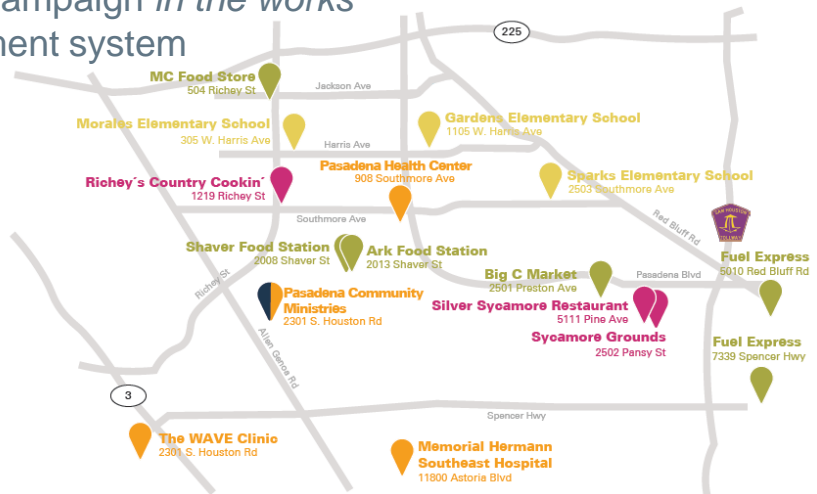 ampaign in the works
nent system
225
MC Food Store
504 Richey St
Jackson Ave
Morales Elementary School
305 W. Harris Ave
Gardens Elementary School
1105 W. Harris Ave
Harris Ave
Pasadena Health Center
908 Southmore Ave
Richey´s Country Cookin´
1219 Richey St
Sparks Elementary School
2503 Southmore Ave
Southmore Ave
Red Bluff Rd
SAM HOUSTON
TOLLWAY
Shaver Food Station
2008 Shaver St
Ark Food Station
2013 Shaver St
Fuel Express
5010 Red Bluff Rd
Big C Market
2501 Preston Ave
Pasadena Blvd
Richey St
Pasadena Community
Ministries
2301 S. Houston Rd
Silver Sycamore Restaurant
5111 Pine Ave
Sycamore Grounds
2502 Pansy St
Fuel Express
7339 Spencer Hwy
Allen Genoa Rd
3
Spencer Hwy
The WAVE Clinic
2301 S. Houston Rd
Memorial Hermann
Southeast Hospital
11800 Astoria Blvd